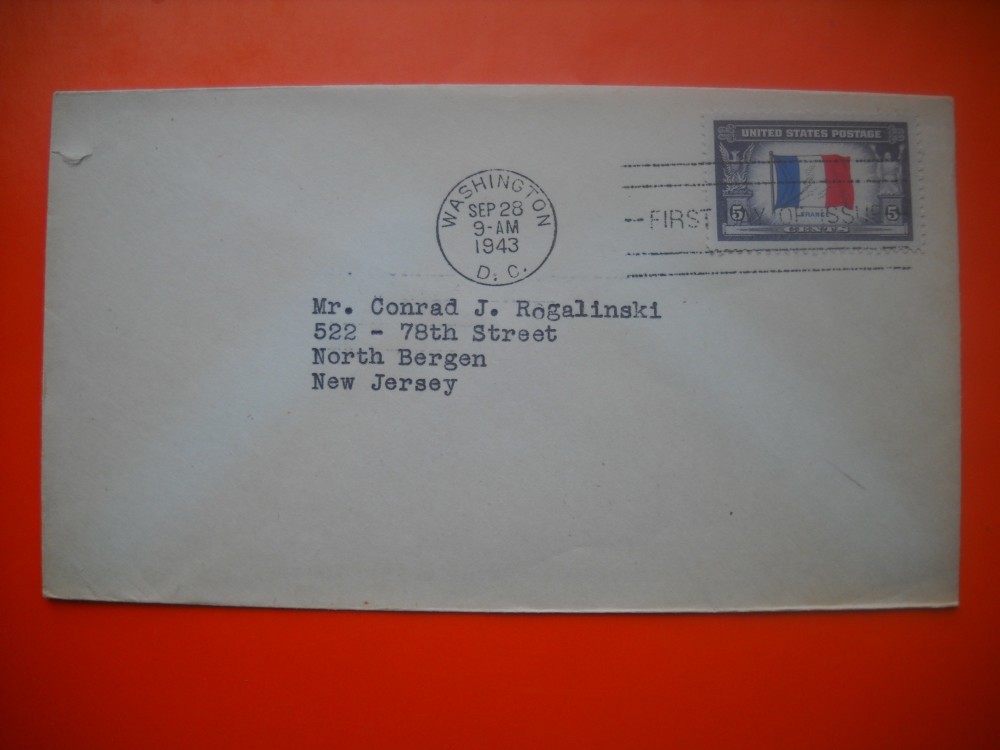 UNITED STATES POSTAGE
5 FRANCE 5
CENTS
WASHINGTON
SEP 28
9-AM
1943
D. C.
FIRST DAY OF ISSUE
Mr. Conrad J. Rogalinski
522 - 78th Street
North Bergen
New Jersey